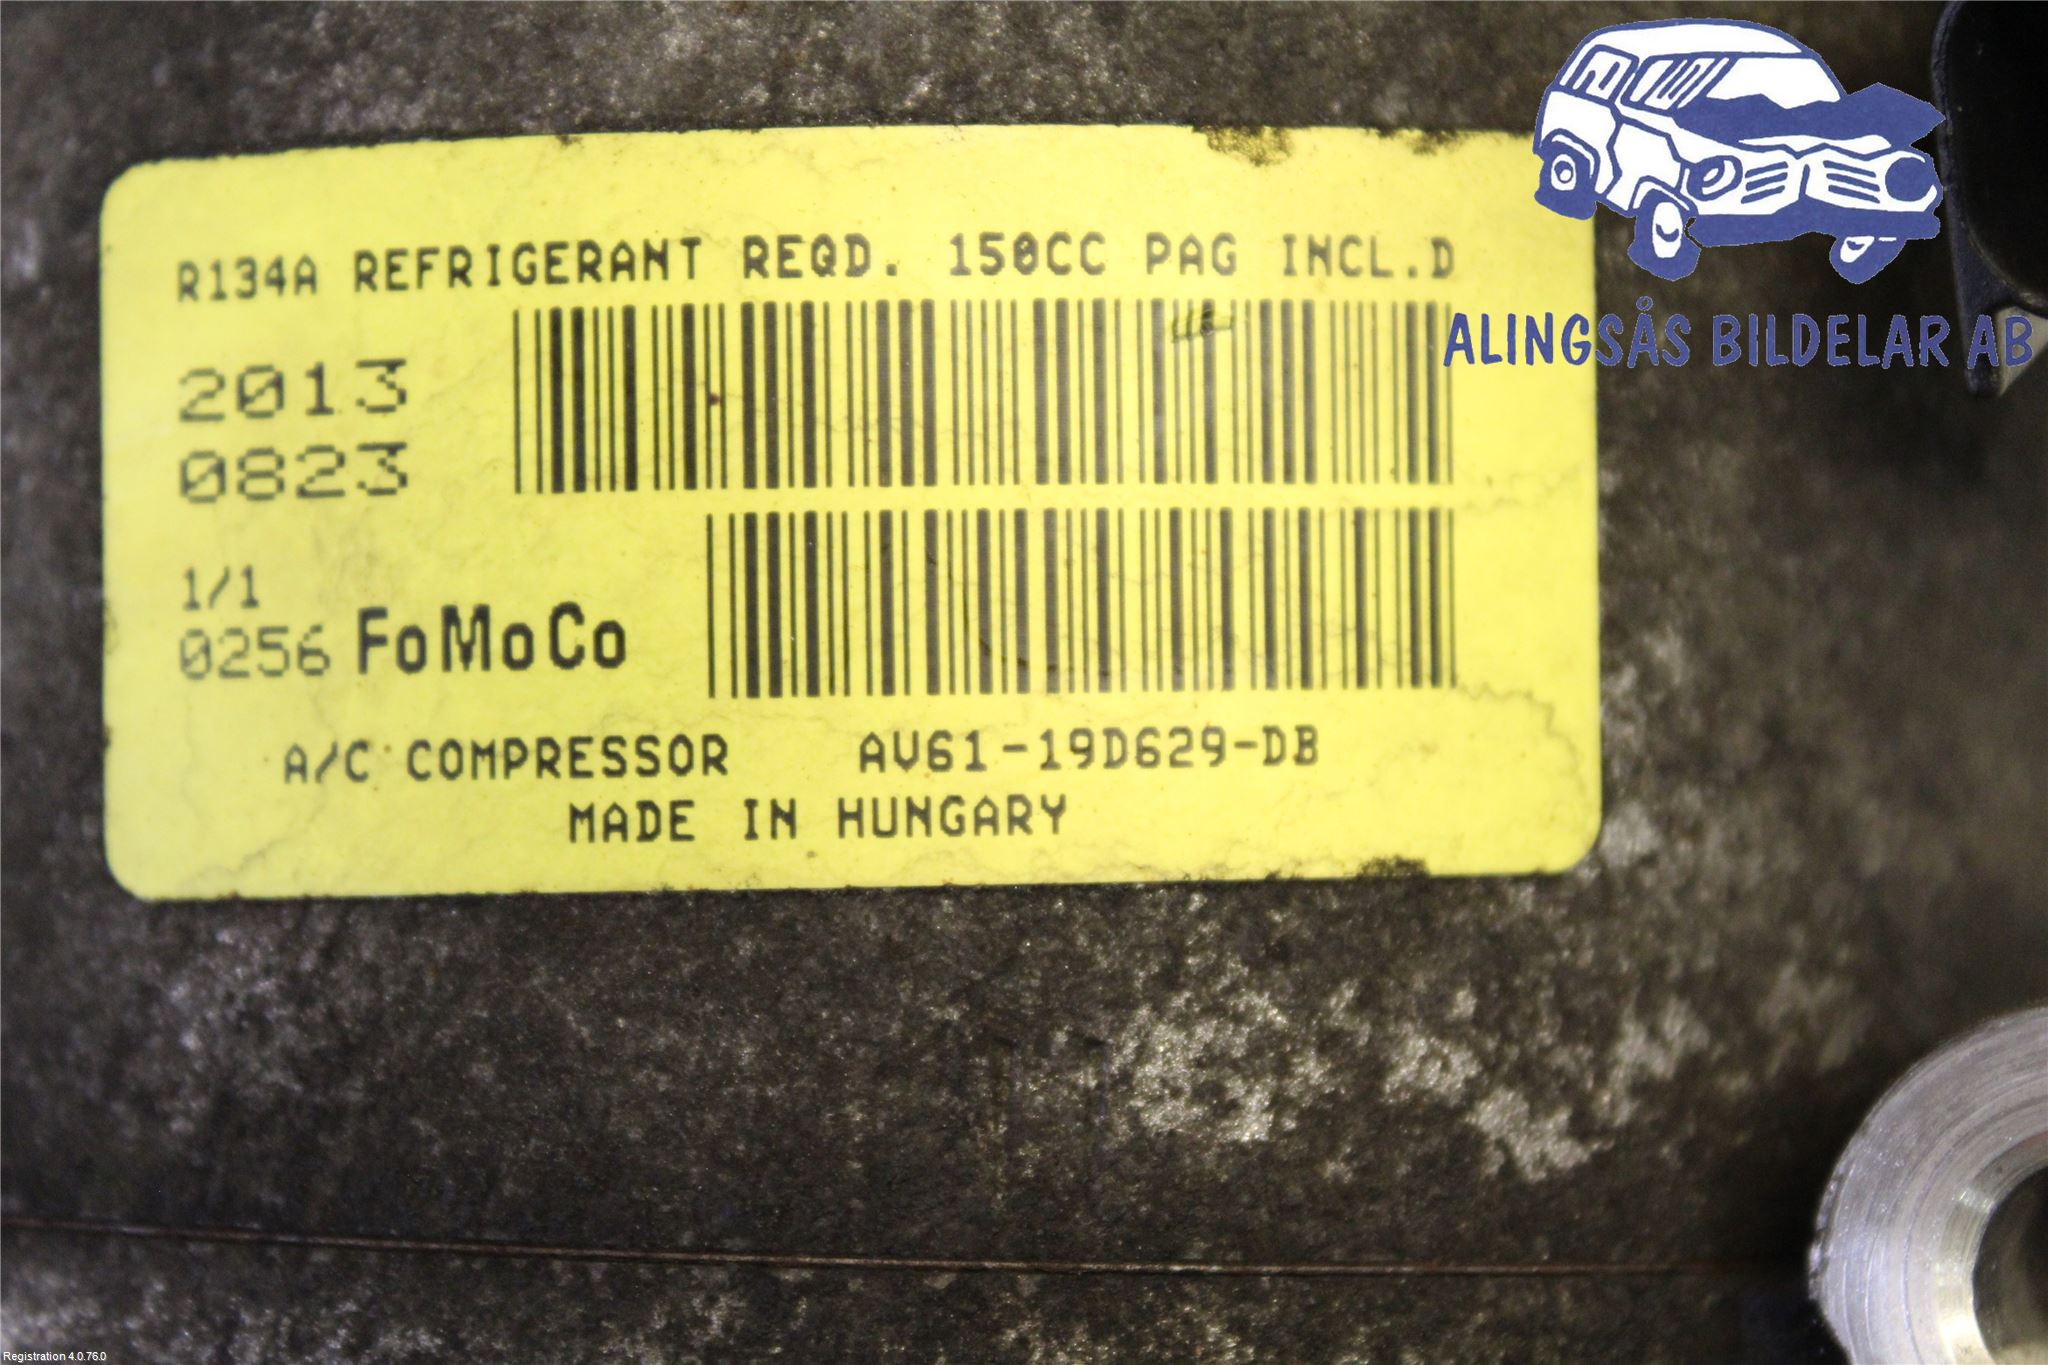 R134A REFRIGERANT REQD. 150CC PAG INCL.D
2013
0823
1/1
0256 FoMoCo
A/C COMPRESSOR AV61-19D629-DB
MADE IN HUNGARY
ALINGSÅS BILDELAR AB
Registration 4.0.76.0